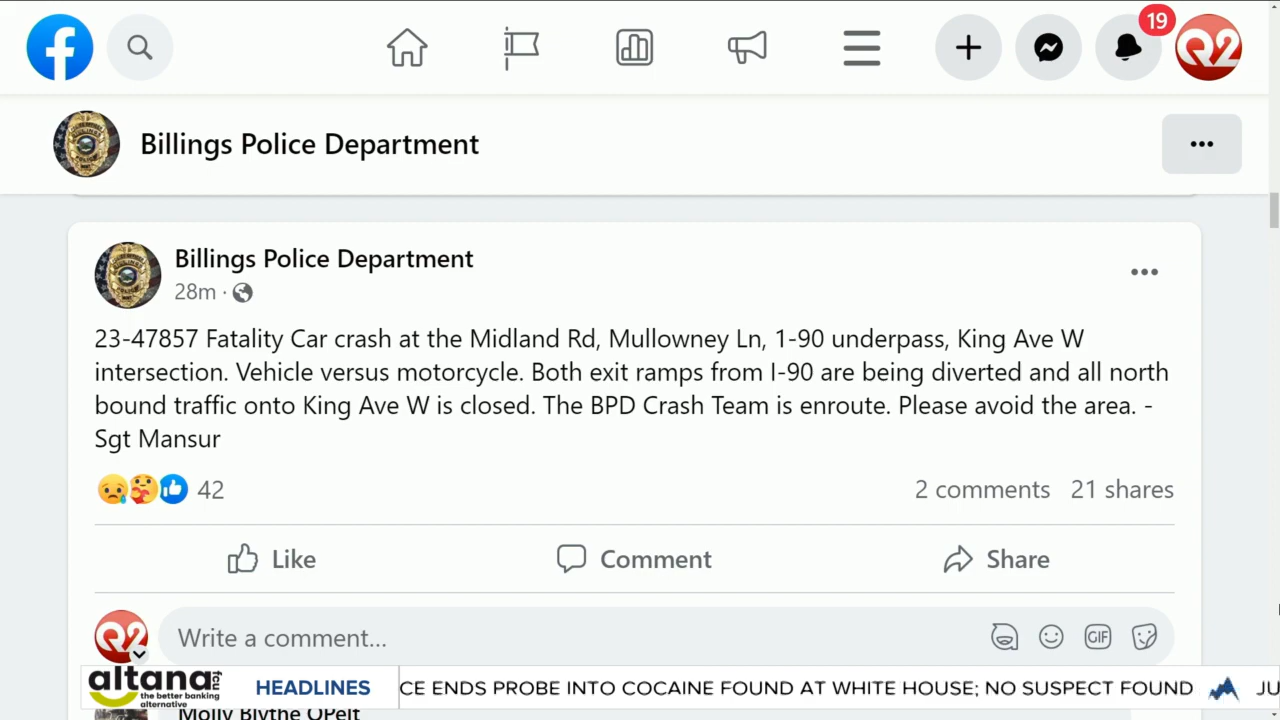 19
Q2
Billings Police Department
Billings Police Department
28m ·
23-47857 Fatality Car crash at the Midland Rd, Mullowney Ln, 1-90 underpass, King Ave W
intersection. Vehicle versus motorcycle. Both exit ramps from I-90 are being diverted and all north
bound traffic onto King Ave W is closed. The BPD Crash Team is enroute. Please avoid the area. -
Sgt Mansur
42
2 comments 21 shares
Like Comment Share
Q2
Write a comment...
GIF
altana fcu
the better banking
alternative
HEADLINES
CE ENDS PROBE INTO COCAINE FOUND AT WHITE HOUSE; NO SUSPECT FOUND
JU
Molly Blythe OPelt